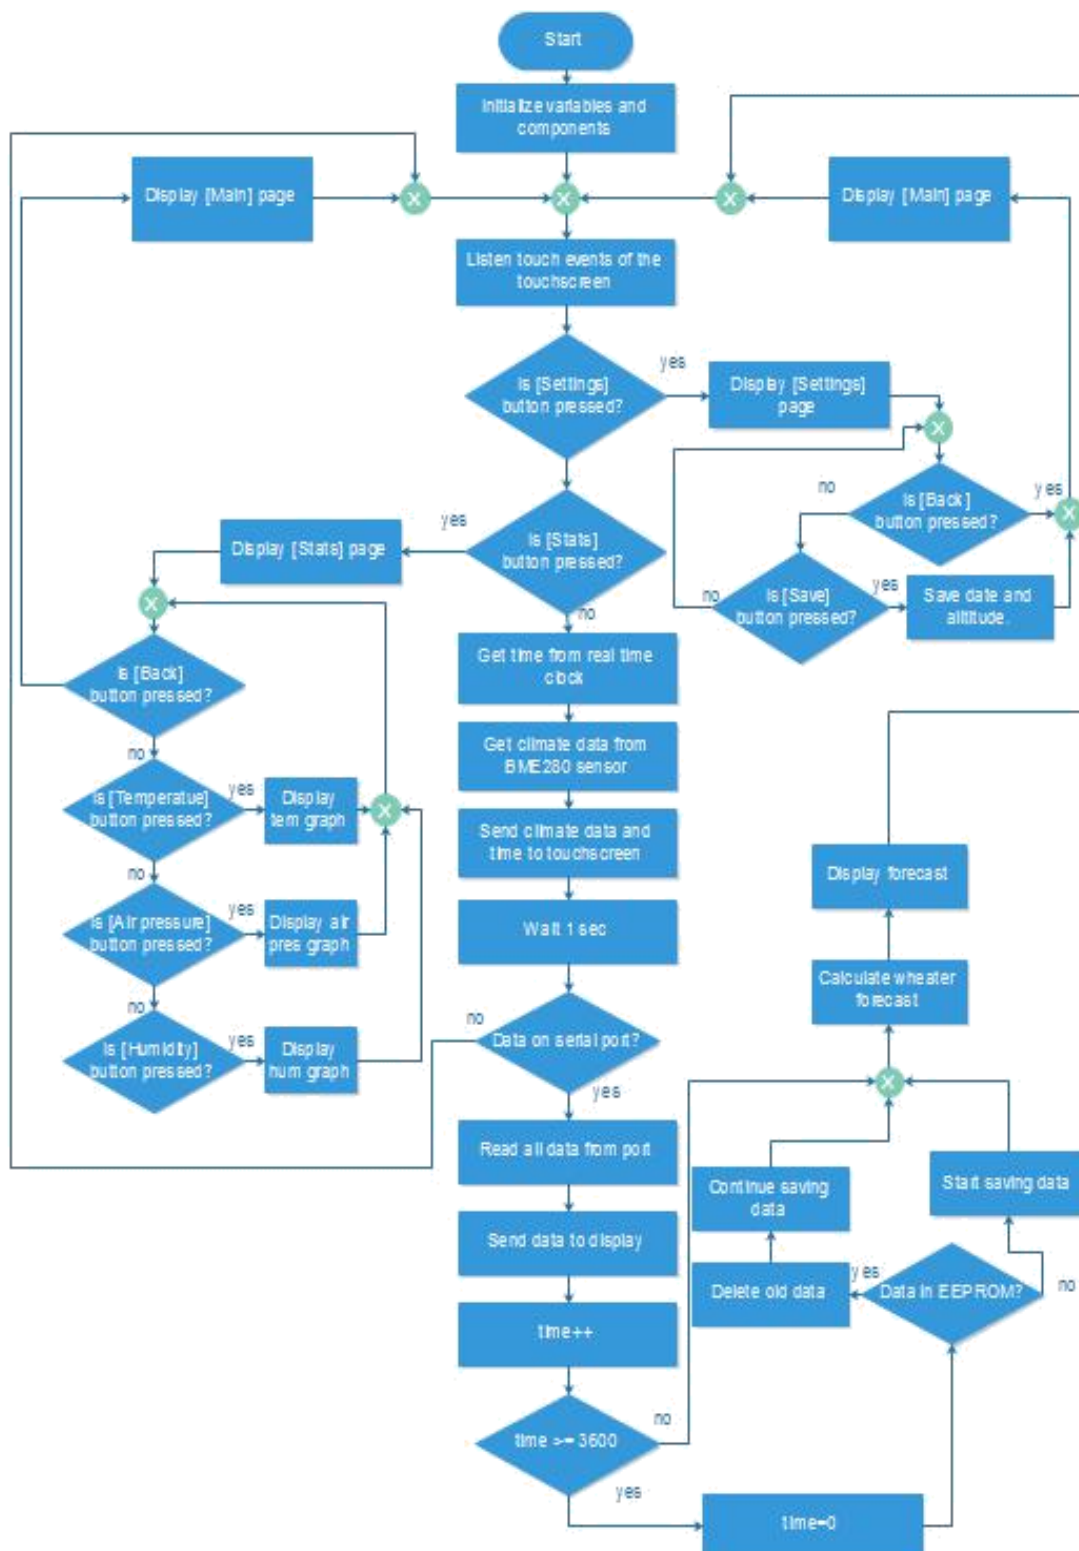 Start
Initialize variables and
components
Display [Main] page
X
X
X
Display [Main] page
Listen touch events of the
touchscreen
Is [Settings]
button pressed?
yes
Display [Settings]
page
X
Is [Back]
button pressed?
no
yes
X
Is [Save]
button pressed?
no
yes
Save date and
altitude.
Is [Stats]
button pressed?
yes
no
Display [Stats] page
X
Is [Back]
button pressed?
no
Is [Temperatue]
button pressed?
yes
Display
tem graph
X
no
Is [Air pressure]
button pressed?
yes
Display air
pres graph
no
Is [Humidity]
button pressed?
yes
Display
hum graph
Get time from real time
clock
Get climate data from
BME280 sensor
Send climate data and
time to touchscreen
Wait 1 sec
Data on serial port?
no
yes
Read all data from port
Send data to display
time++
time >= 3600
no
yes
time=0
Data in EEPROM?
yes
no
Delete old data
Continue saving
data
Start saving data
X
Calculate wheater
forecast
Display forecast